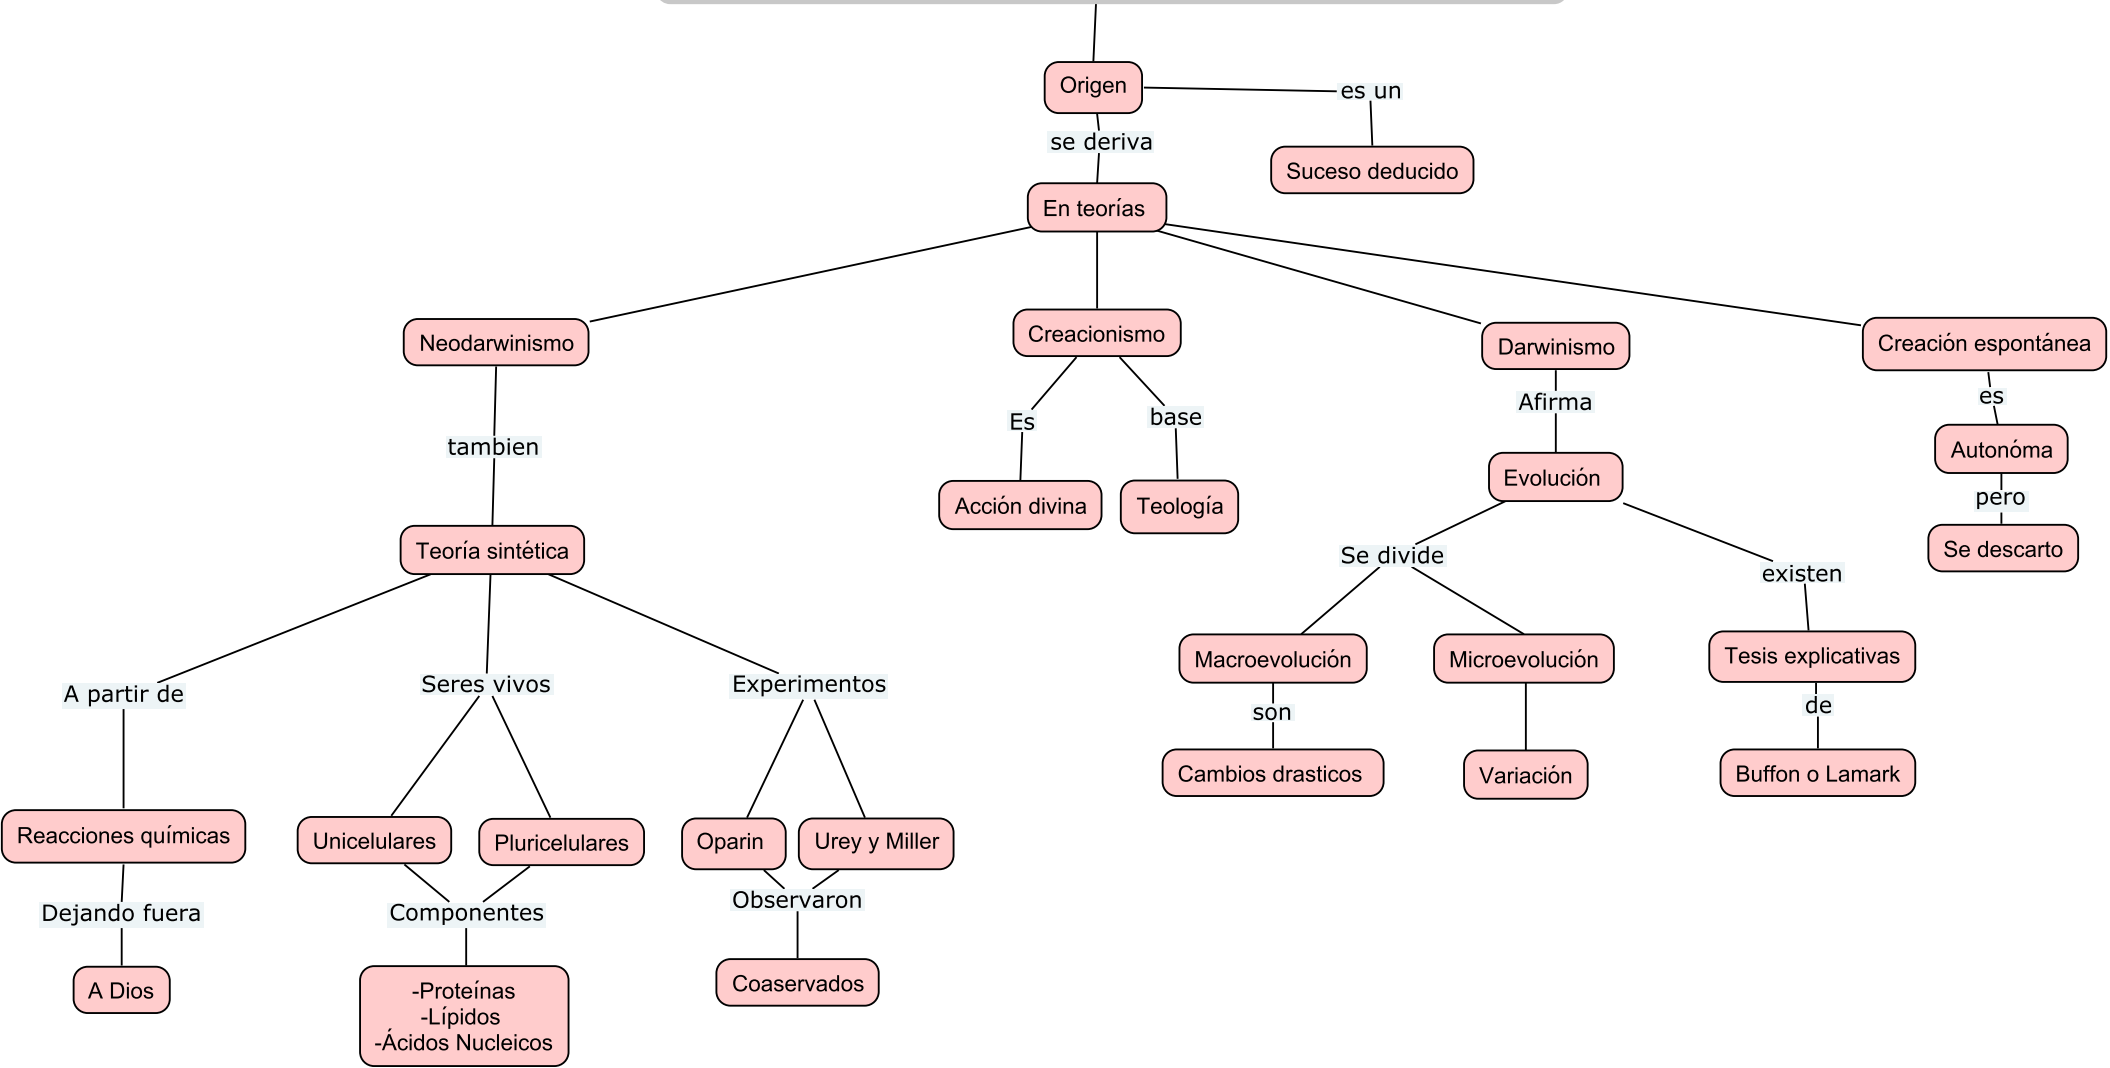 Origen
es un
se deriva
Suceso deducido
En teorías
Neodarwinismo
Creacionismo
Darwinismo
Creación espontánea
tambien
Es
base
Afirma
es
Acción divina
Teología
Evolución
Autonóma
pero
Se descarto
Teoría sintética
Se divide
existen
A partir de
Seres vivos
Experimentos
Macroevolución
Microevolución
Tesis explicativas
son
de
Cambios drasticos
Variación
Buffon o Lamark
Reacciones químicas
Unicelulares
Pluricelulares
Oparin
Urey y Miller
Dejando fuera
Componentes
Observaron
A Dios
-Proteínas
-Lípidos
-Ácidos Nucleicos
Coaservados